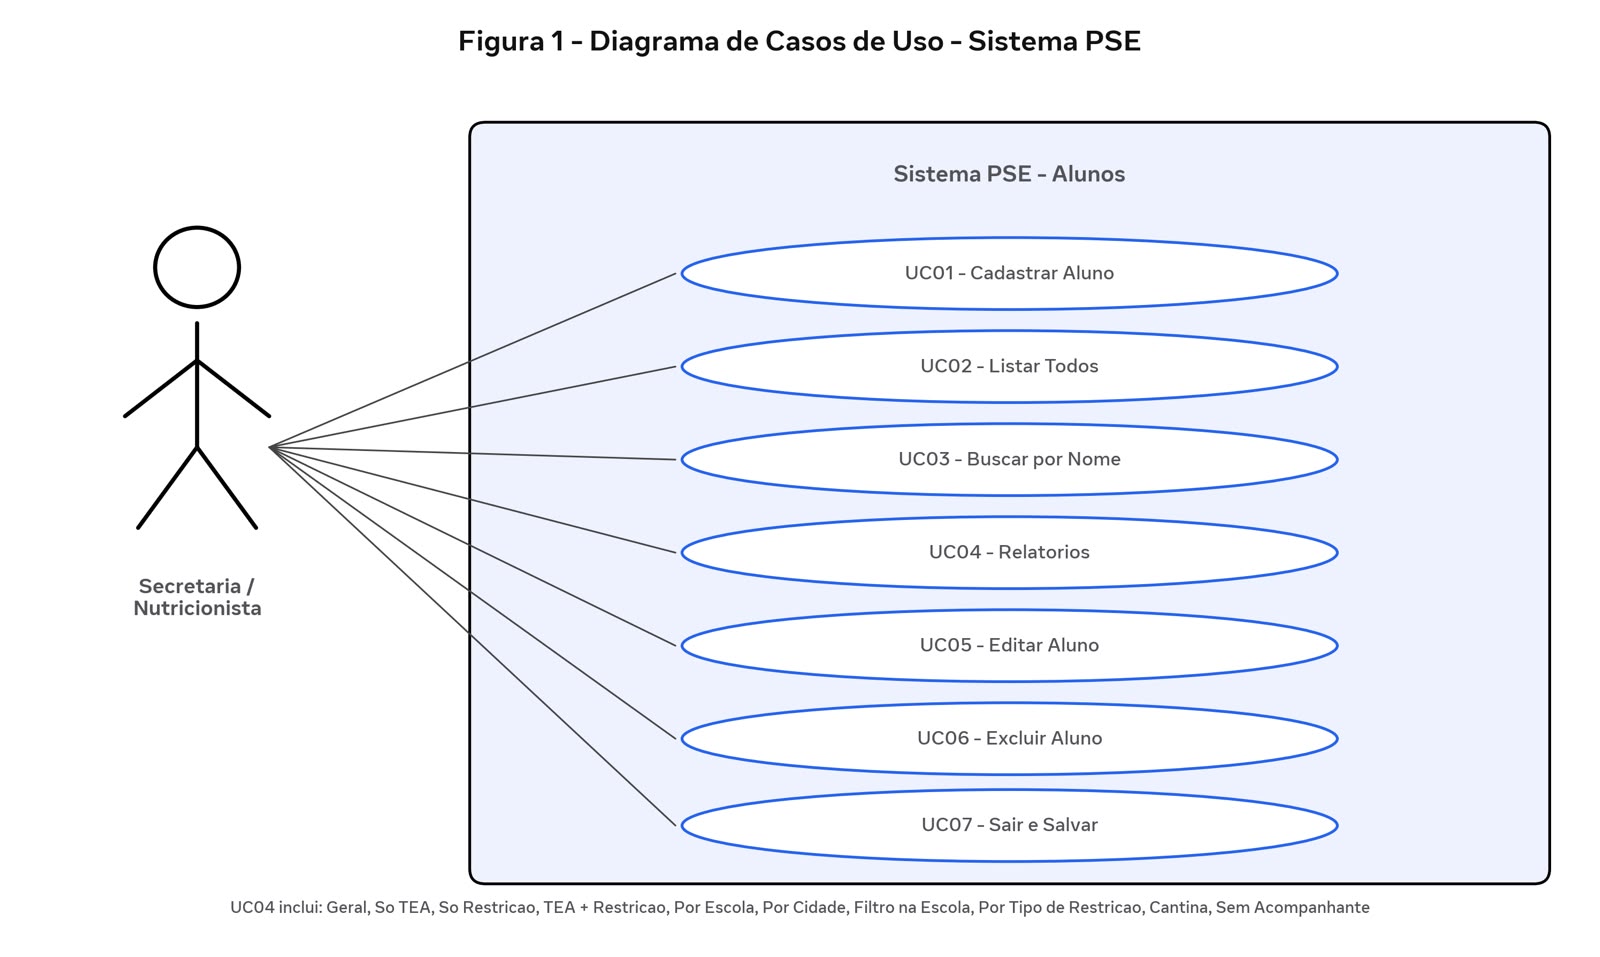 Figura 1 - Diagrama de Casos de Uso - Sistema PSE
Sistema PSE - Alunos
UC01 - Cadastrar Aluno
UC02 - Listar Todos
UC03 - Buscar por Nome
UC04 - Relatorios
UC05 - Editar Aluno
UC06 - Excluir Aluno
UC07 - Sair e Salvar
Secretaria /
Nutricionista
UC04 inclui: Geral, So TEA, So Restricao, TEA + Restricao, Por Escola, Por Cidade, Filtro na Escola, Por Tipo de Restricao, Cantina, Sem Acompanhante